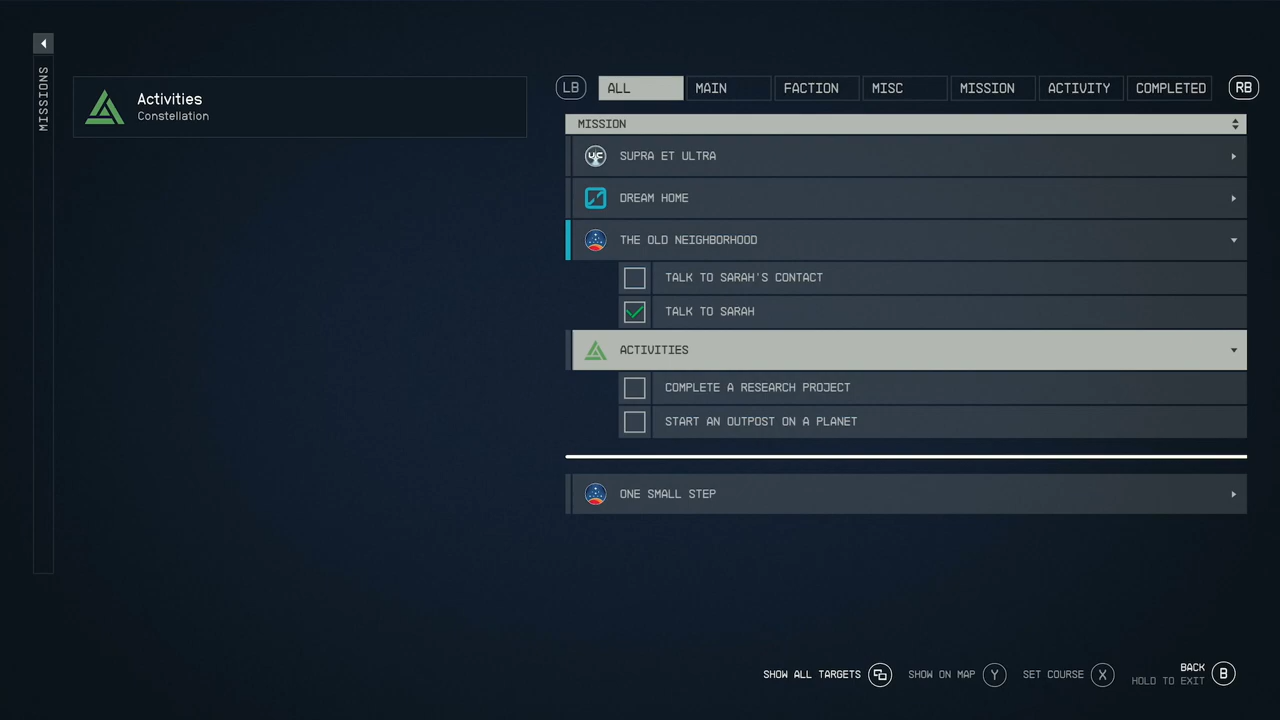 MISSIONS
Activities
Constellation
LB ALL MAIN FACTION MISC MISSION ACTIVITY COMPLETED RB
MISSION
SUPRA ET ULTRA
DREAM HOME
THE OLD NEIGHBORHOOD
TALK TO SARAH'S CONTACT
TALK TO SARAH
ACTIVITIES
COMPLETE A RESEARCH PROJECT
START AN OUTPOST ON A PLANET
ONE SMALL STEP
SHOW ALL TARGETS SHOW ON MAP Y SET COURSE X BACK B
HOLD TO EXIT